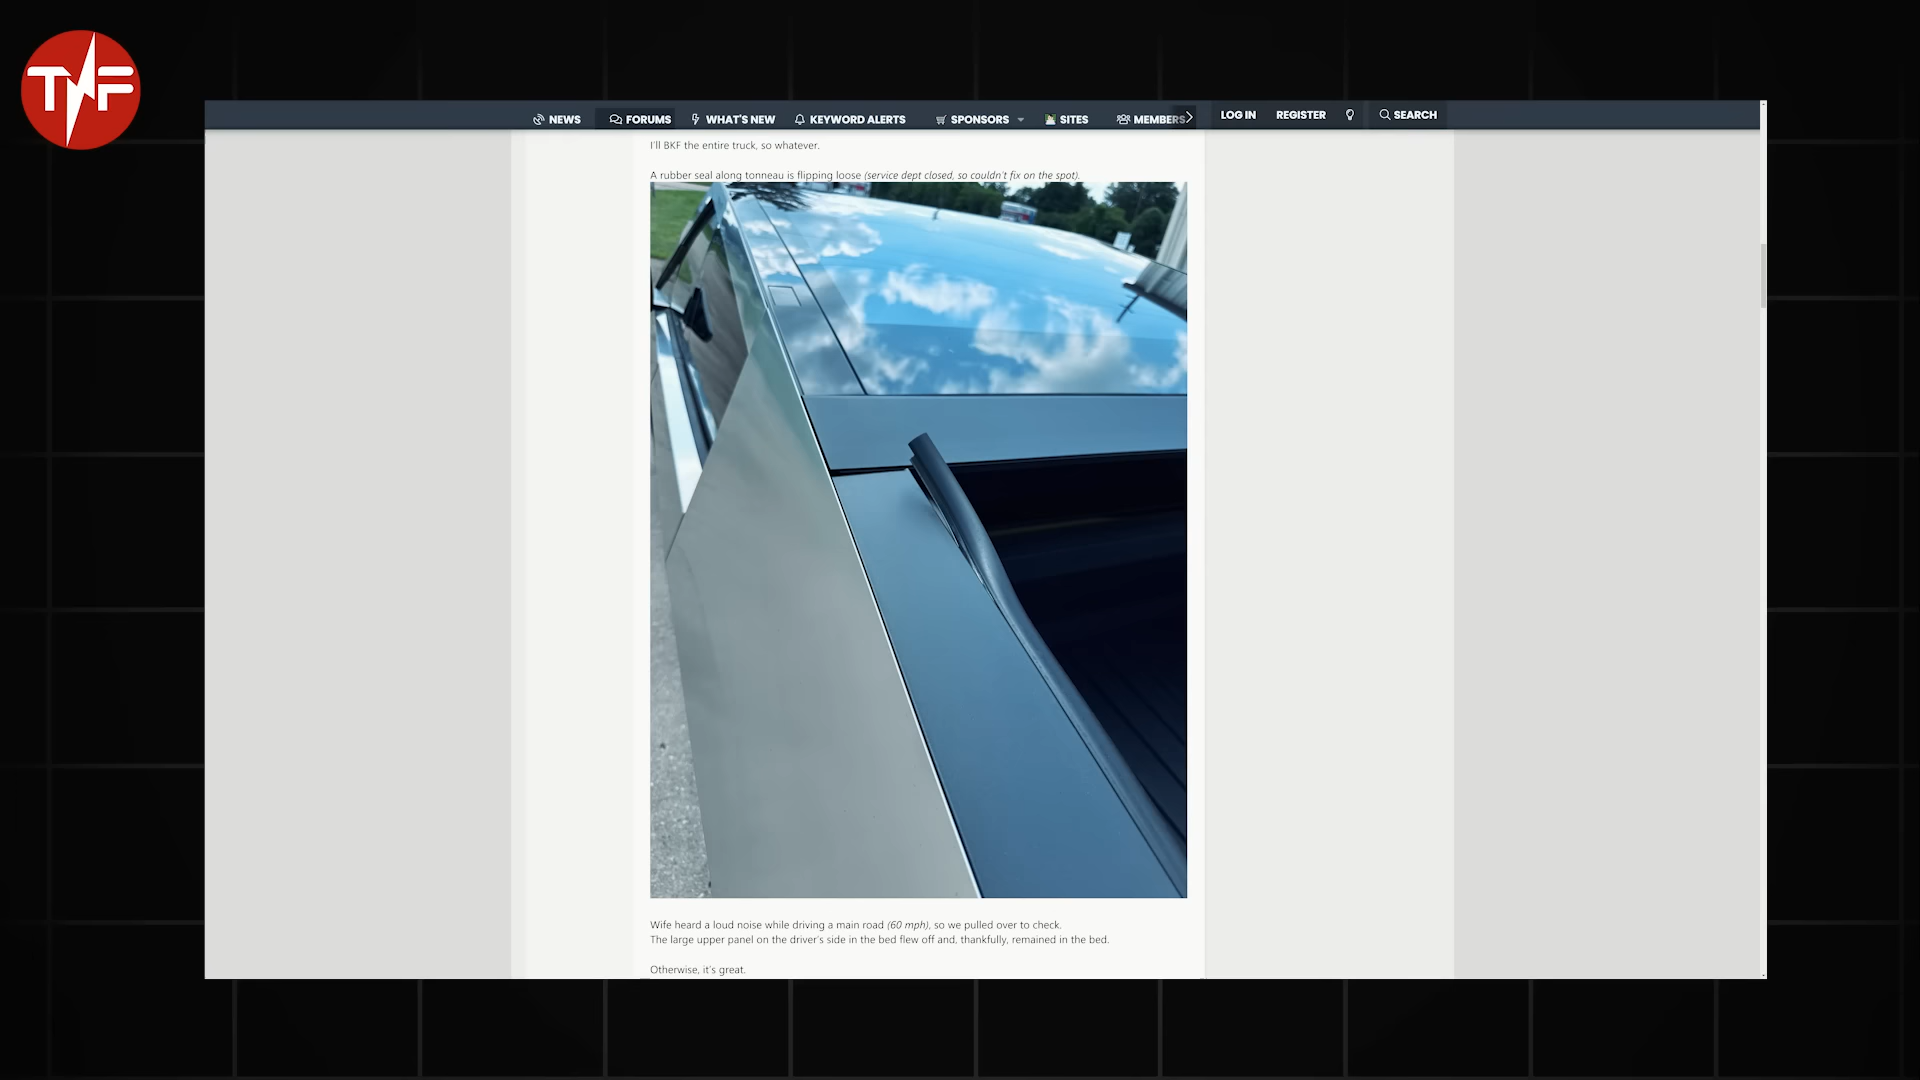 TNF
NEWS
FORUMS
WHAT'S NEW
KEYWORD ALERTS
SPONSORS
SITES
MEMBERS
LOG IN
REGISTER
SEARCH
I'll BKF the entire truck, so whatever.
A rubber seal along tonneau is flipping loose (service dept closed, so couldn't fix on the spot).
Wife heard a loud noise while driving a main road (60 mph), so we pulled over to check.
The large upper panel on the driver's side in the bed flew off and, thankfully, remained in the bed.
Otherwise, it's great.